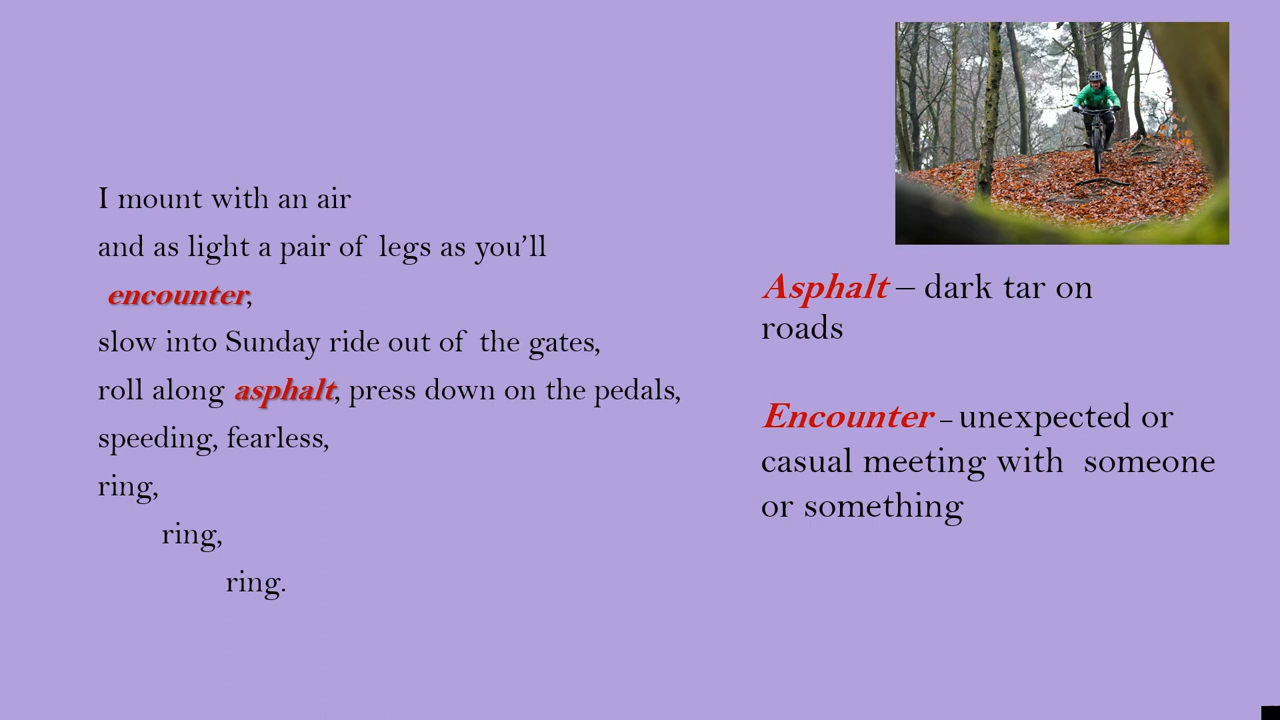 I mount with an air
and as light a pair of legs as you’ll
encounter,
slow into Sunday ride out of the gates,
roll along asphalt, press down on the pedals,
speeding, fearless,
ring,
ring,
ring.
Asphalt – dark tar on
roads
Encounter – unexpected or
casual meeting with someone
or something